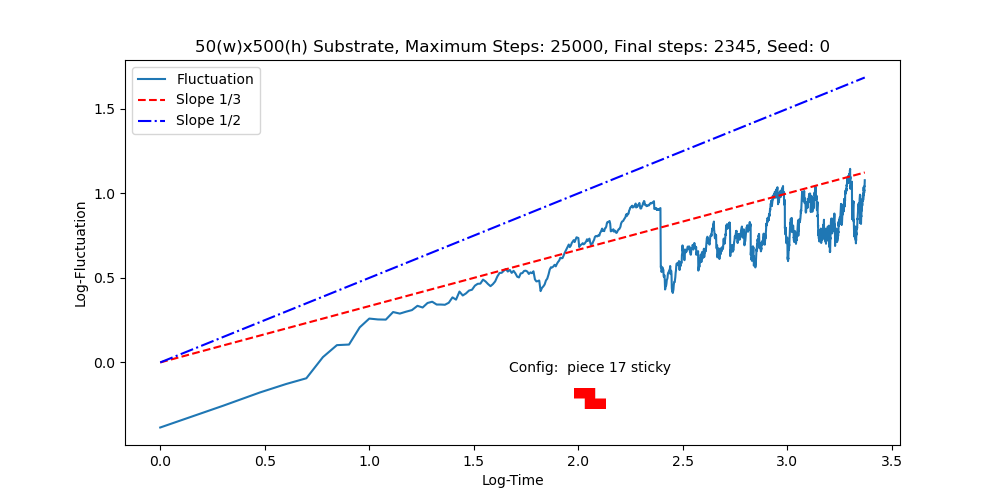 50(w)x500(h) Substrate, Maximum Steps: 25000, Final steps: 2345, Seed: 0
Fluctuation
Slope 1/3
Slope 1/2
1.5
1.0
0.5
0.0
Log-Fluctuation
Config:  piece 17 sticky
0.0 0.5 1.0 1.5 2.0 2.5 3.0 3.5
Log-Time